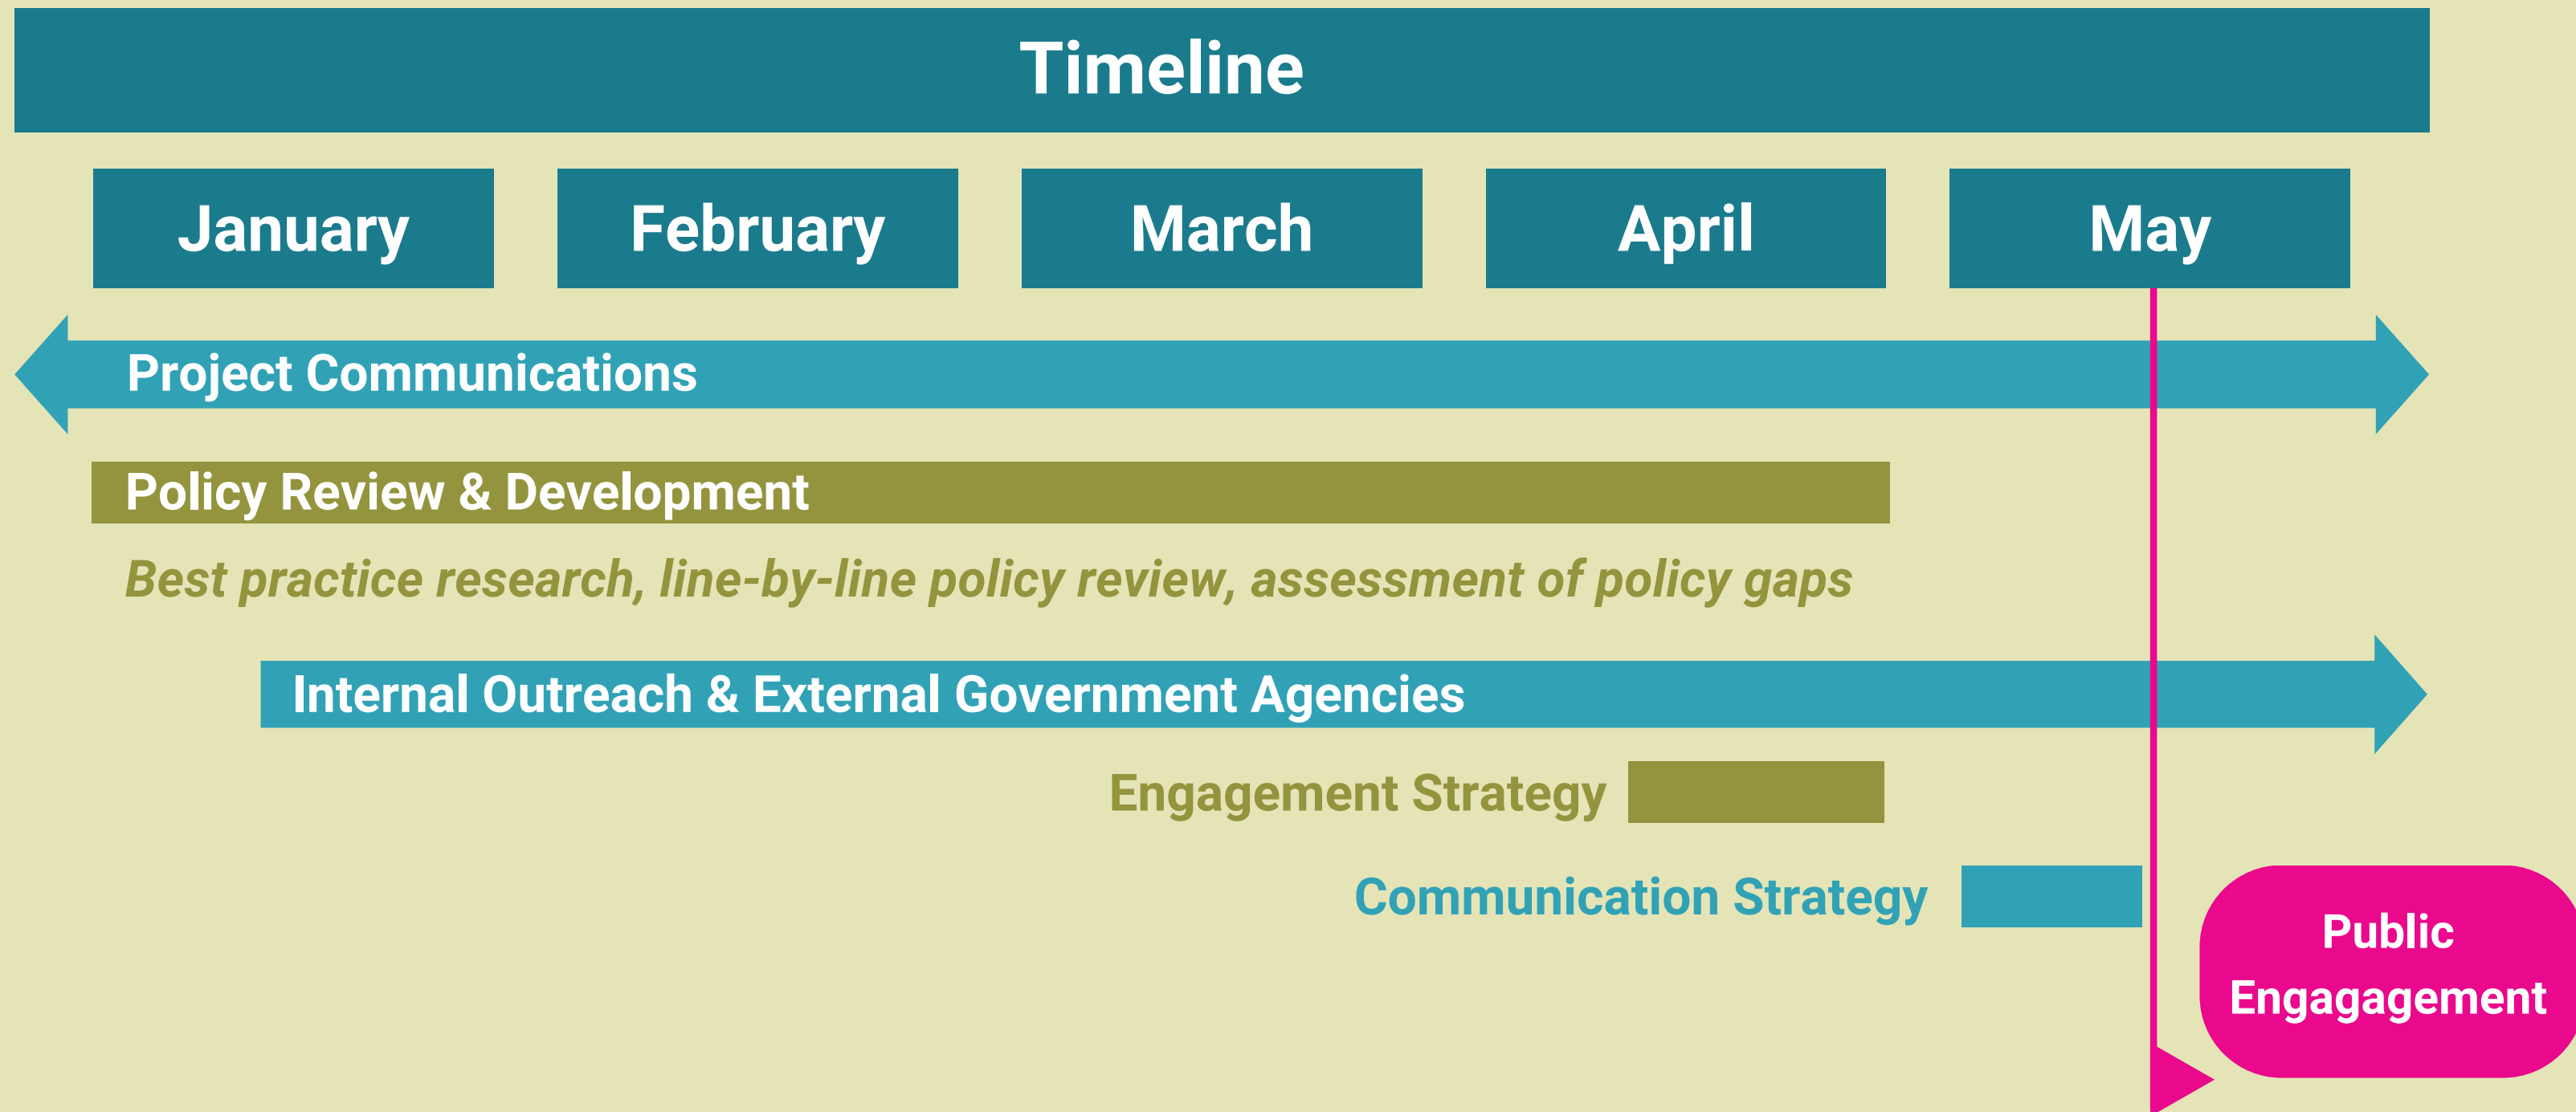 Timeline
January
February
March
April
May
Project Communications
Policy Review & Development
Best practice research, line-by-line policy review, assessment of policy gaps
Internal Outreach & External Government Agencies
Engagement Strategy
Communication Strategy
Public
Engagagement